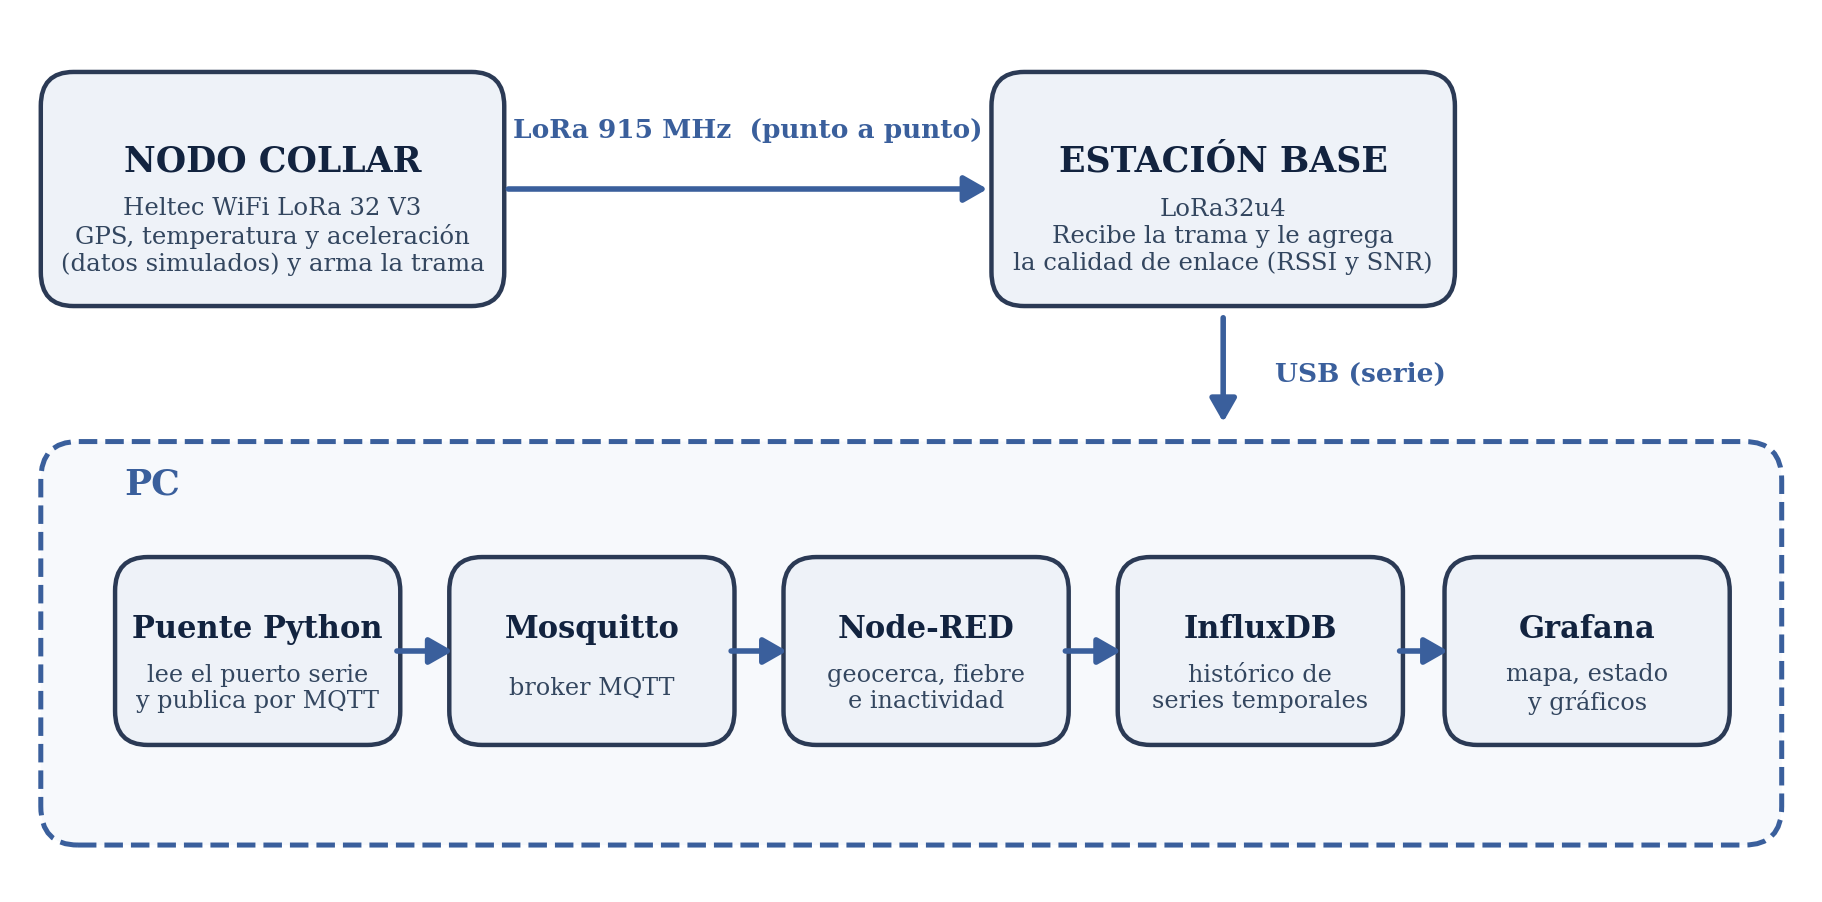 NODO COLLAR
Heltec WiFi LoRa 32 V3
GPS, temperatura y aceleración
(datos simulados) y arma la trama
LoRa 915 MHz  (punto a punto)
ESTACIÓN BASE
LoRa32u4
Recibe la trama y le agrega
la calidad de enlace (RSSI y SNR)
USB (serie)
PC
Puente Python
lee el puerto serie
y publica por MQTT
Mosquitto
broker MQTT
Node-RED
geocerca, fiebre
e inactividad
InfluxDB
histórico de
series temporales
Grafana
mapa, estado
y gráficos